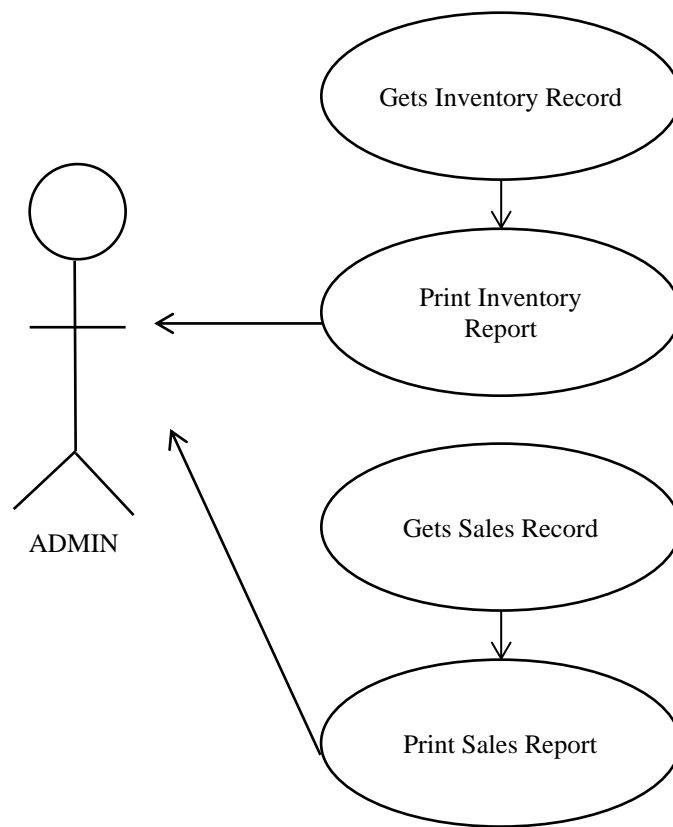 Gets Inventory Record
Print Inventory
Report
Gets Sales Record
ADMIN
Print Sales Report